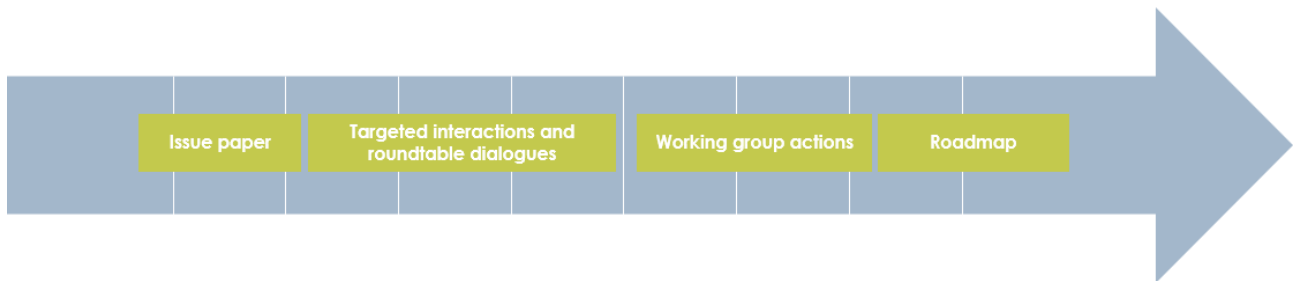 Issue paper
Targeted interactions and
roundtable dialogues
Working group actions
Roadmap